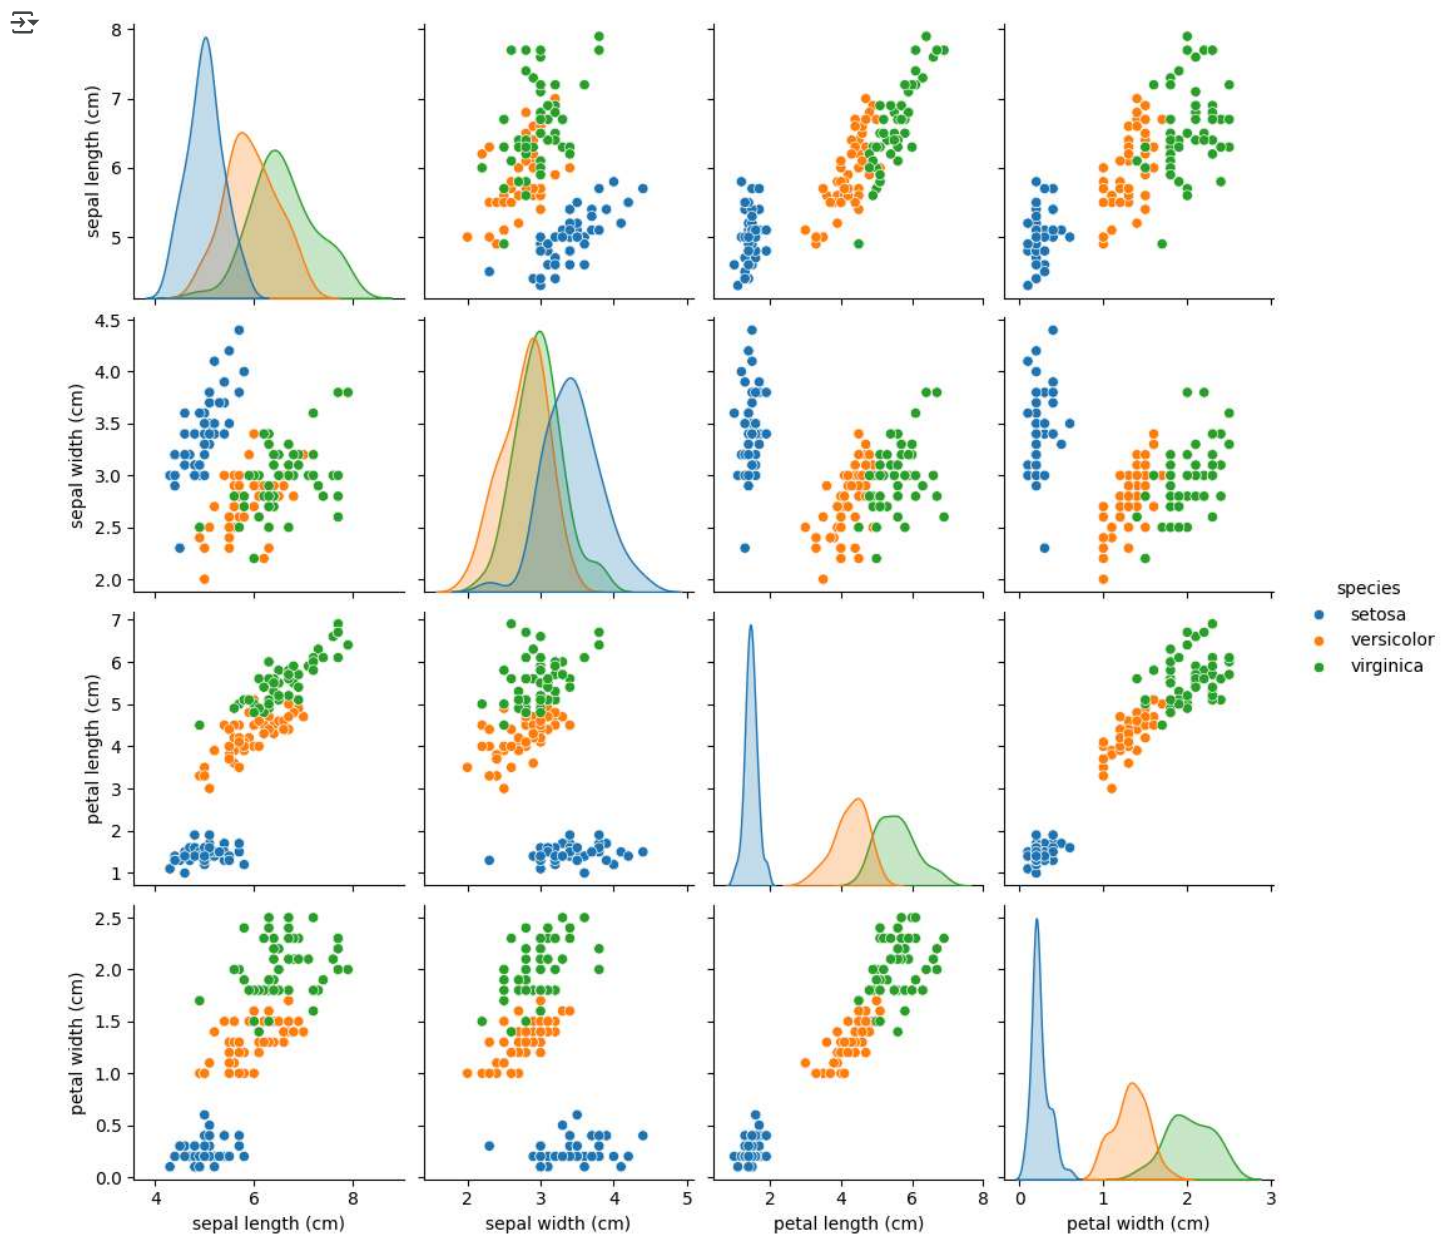 8
7
6
5
sepal length (cm)
4.5
4.0
3.5
3.0
2.5
2.0
sepal width (cm)
7
6
5
4
3
2
1
petal length (cm)
2.5
2.0
1.5
1.0
0.5
0.0
petal width (cm)
4 6 8
sepal length (cm)
2 3 4 5
sepal width (cm)
2 4 6 8
petal length (cm)
0 1 2 3
petal width (cm)
species
setosa
versicolor
virginica